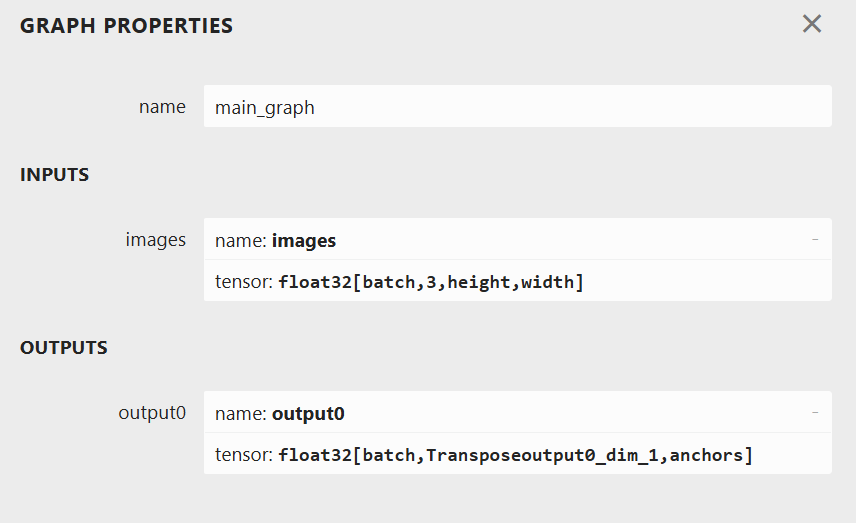 GRAPH PROPERTIES
name
main_graph
INPUTS
images
name: images
tensor: float32[batch,3,height,width]
OUTPUTS
output0
name: output0
tensor: float32[batch,Transposeoutput0_dim_1,anchors]